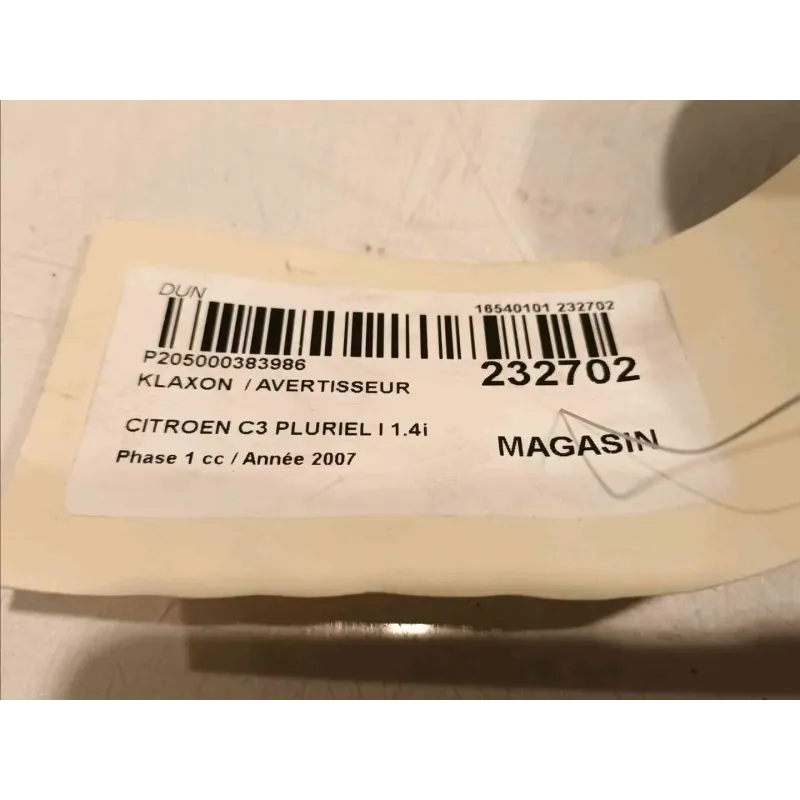 DUN
16540101 232702
P205000383986
232702
KLAXON / AVERTISSEUR
CITROEN C3 PLURIEL I 1.4i
MAGASIN
Phase 1 cc / Année 2007